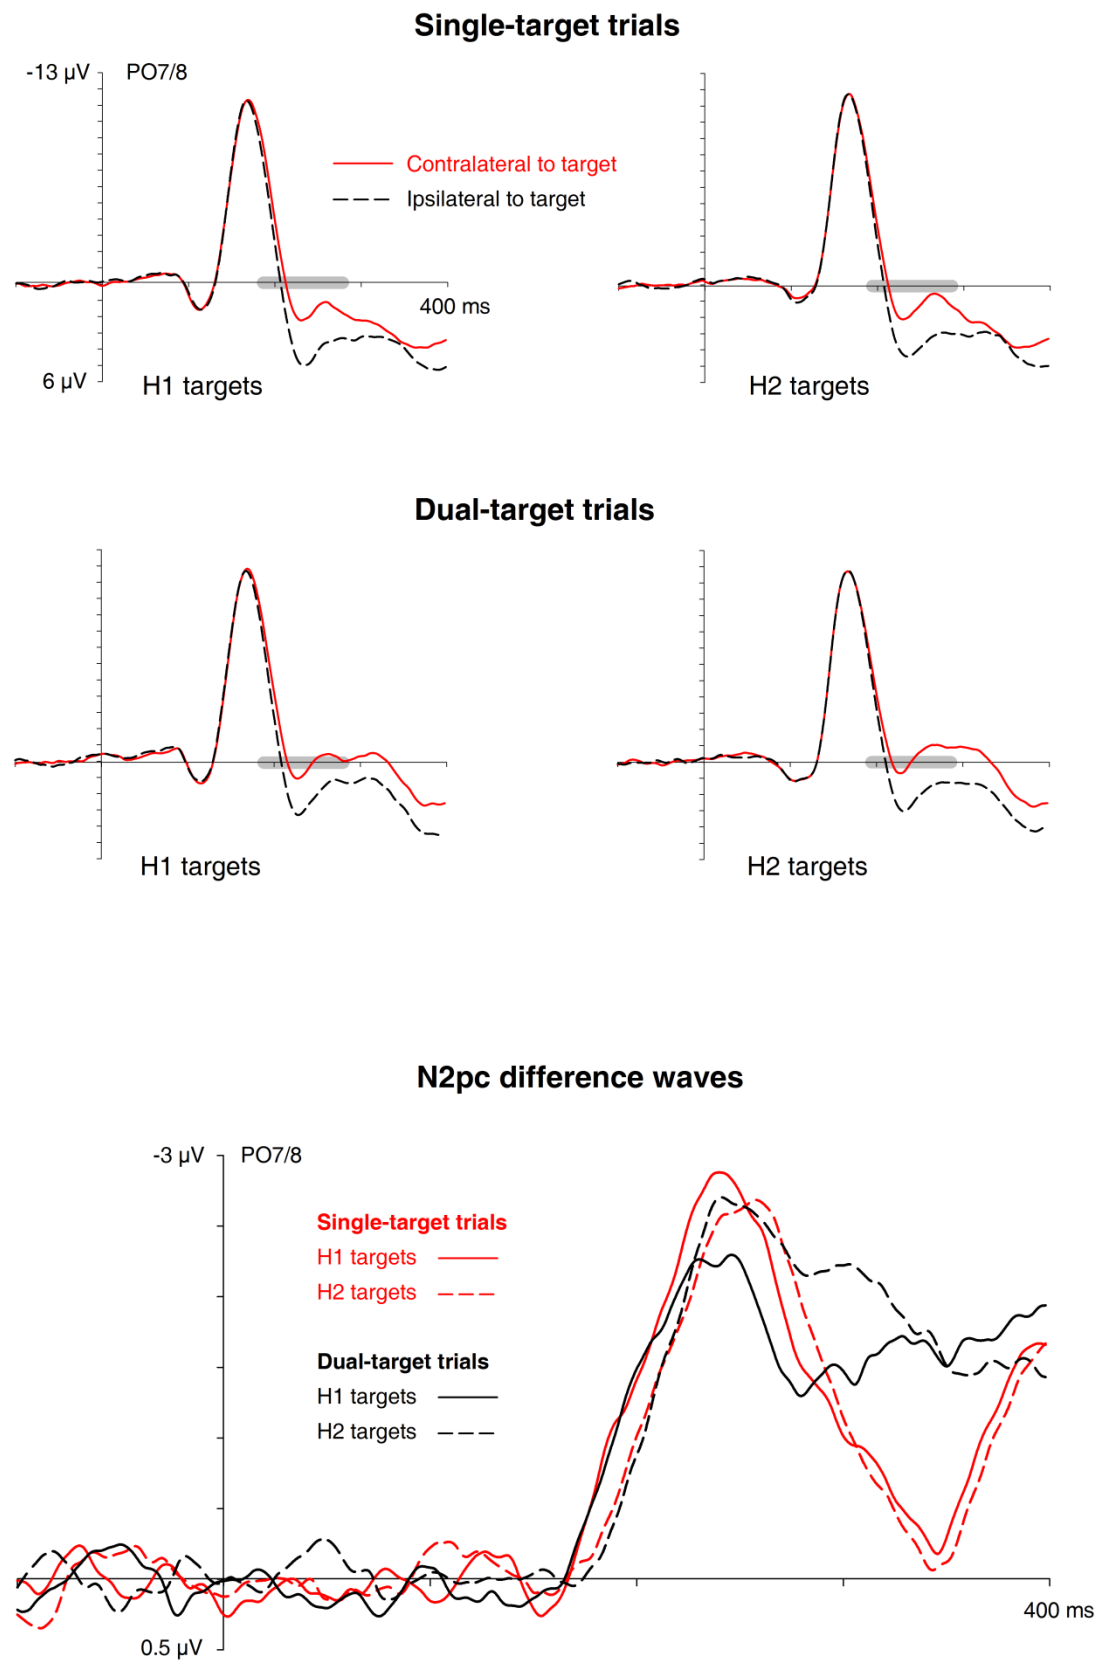 Single-target trials
-13 µV
PO7/8
Contralateral to target
Ipsilateral to target
400 ms
6 µV
H1 targets
H2 targets
Dual-target trials
H1 targets
H2 targets
N2pc difference waves
-3 µV
PO7/8
Single-target trials
H1 targets
H2 targets
Dual-target trials
H1 targets
H2 targets
400 ms
0.5 µV